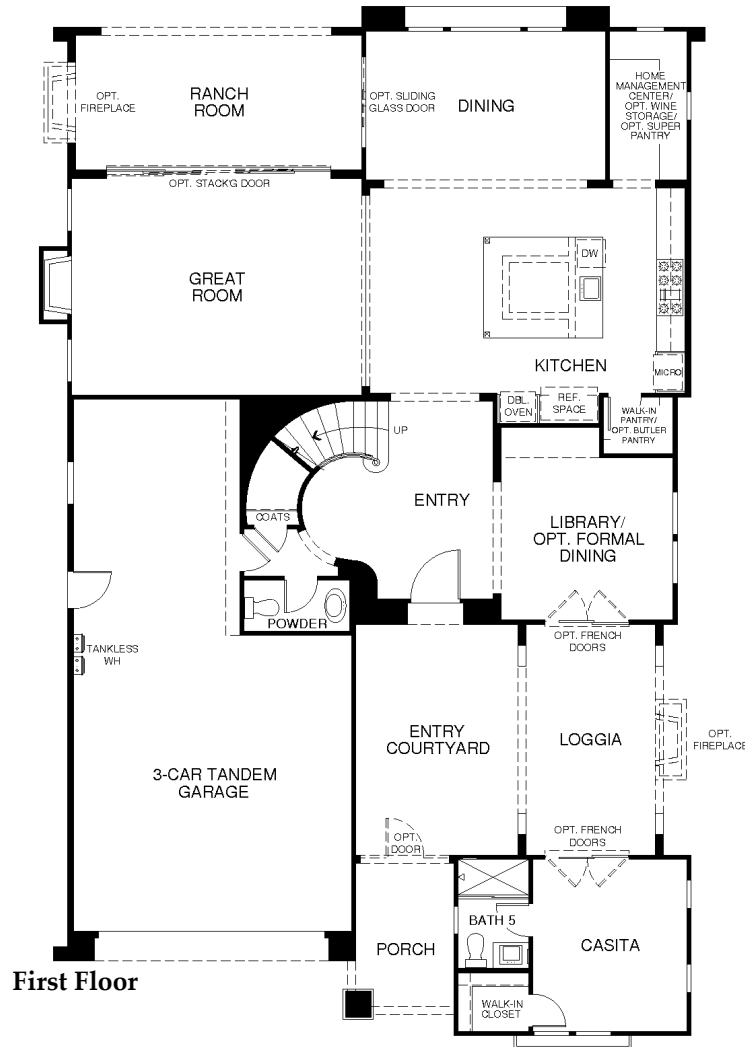 RANCH
ROOM
OPT.
FIREPLACE
OPT. SLIDING
GLASS DOOR
DINING
HOME
MANAGEMENT
CENTER/
OPT. WINE
STORAGE/
OPT. SUPER
PANTRY
OPT. STACK'G DOOR
GREAT
ROOM
DW
KITCHEN
MICRO
DBL.
OVEN
REF.
SPACE
WALK-IN
PANTRY/
OPT. BUTLER
PANTRY
UP
ENTRY
COATS
LIBRARY/
OPT. FORMAL
DINING
POWDER
OPT. FRENCH
DOORS
TANKLESS
WH
ENTRY
COURTYARD
LOGGIA
OPT.
FIREPLACE
3-CAR TANDEM
GARAGE
OPT.
DOOR
OPT. FRENCH
DOORS
BATH 5
PORCH
CASITA
First Floor
WALK-IN
CLOSET